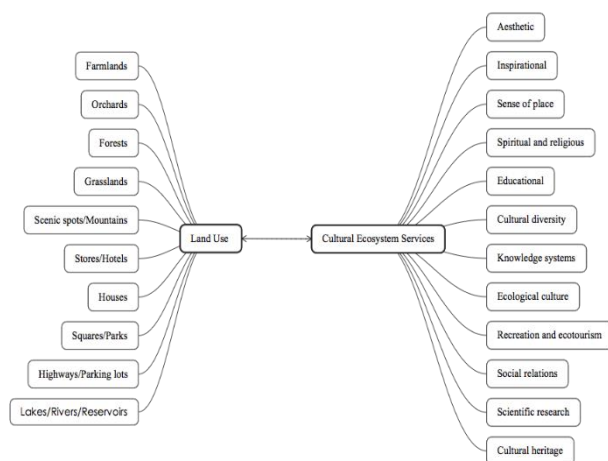 Farmlands
Orchards
Forests
Grasslands
Scenic spots/Mountains
Stores/Hotels
Houses
Squares/Parks
Highways/Parking lots
Lakes/Rivers/Reservoirs
Land Use
Cultural Ecosystem Services
Aesthetic
Inspirational
Sense of place
Spiritual and religious
Educational
Cultural diversity
Knowledge systems
Ecological culture
Recreation and ecotourism
Social relations
Scientific research
Cultural heritage